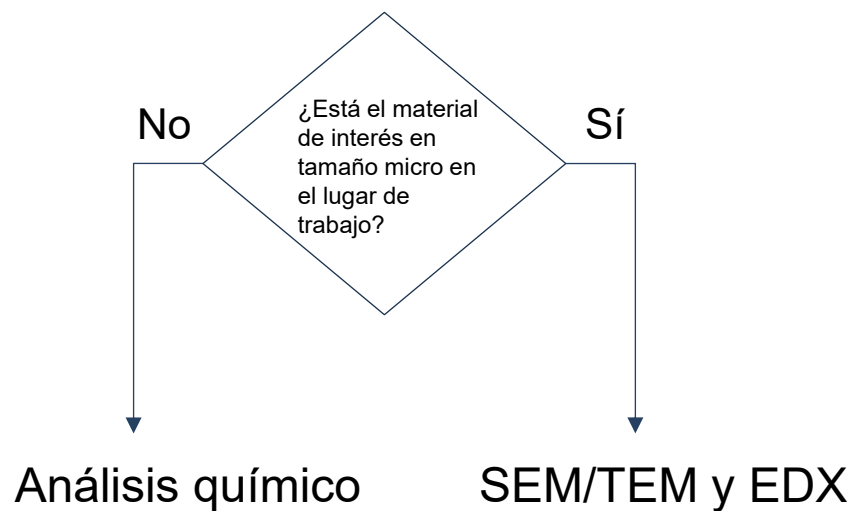 No
¿Está el material
de interés en
tamaño micro en
el lugar de
trabajo?
Sí
Análisis químico
SEM/TEM y EDX